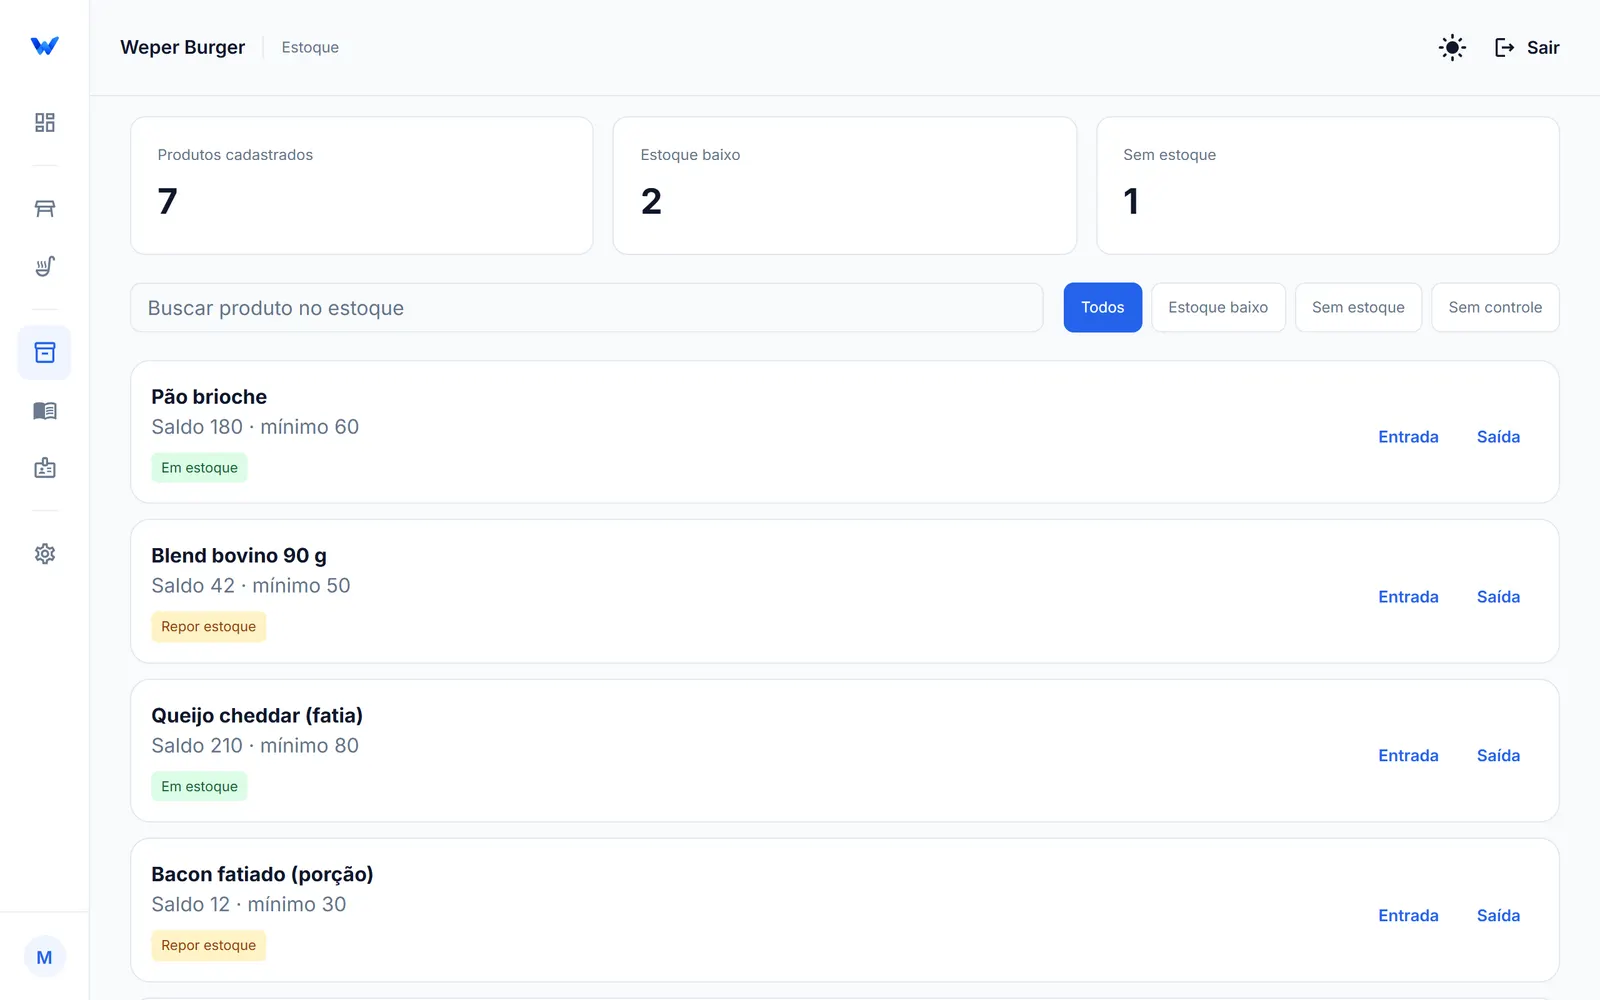 Weper Burger
Estoque
Sair
Produtos cadastrados
7
Estoque baixo
2
Sem estoque
1
Buscar produto no estoque
Todos
Estoque baixo
Sem estoque
Sem controle
Pão brioche
Saldo 180 · mínimo 60
Em estoque
Entrada
Saída
Blend bovino 90 g
Saldo 42 · mínimo 50
Repor estoque
Entrada
Saída
Queijo cheddar (fatia)
Saldo 210 · mínimo 80
Em estoque
Entrada
Saída
Bacon fatiado (porção)
Saldo 12 · mínimo 30
Repor estoque
Entrada
Saída
M